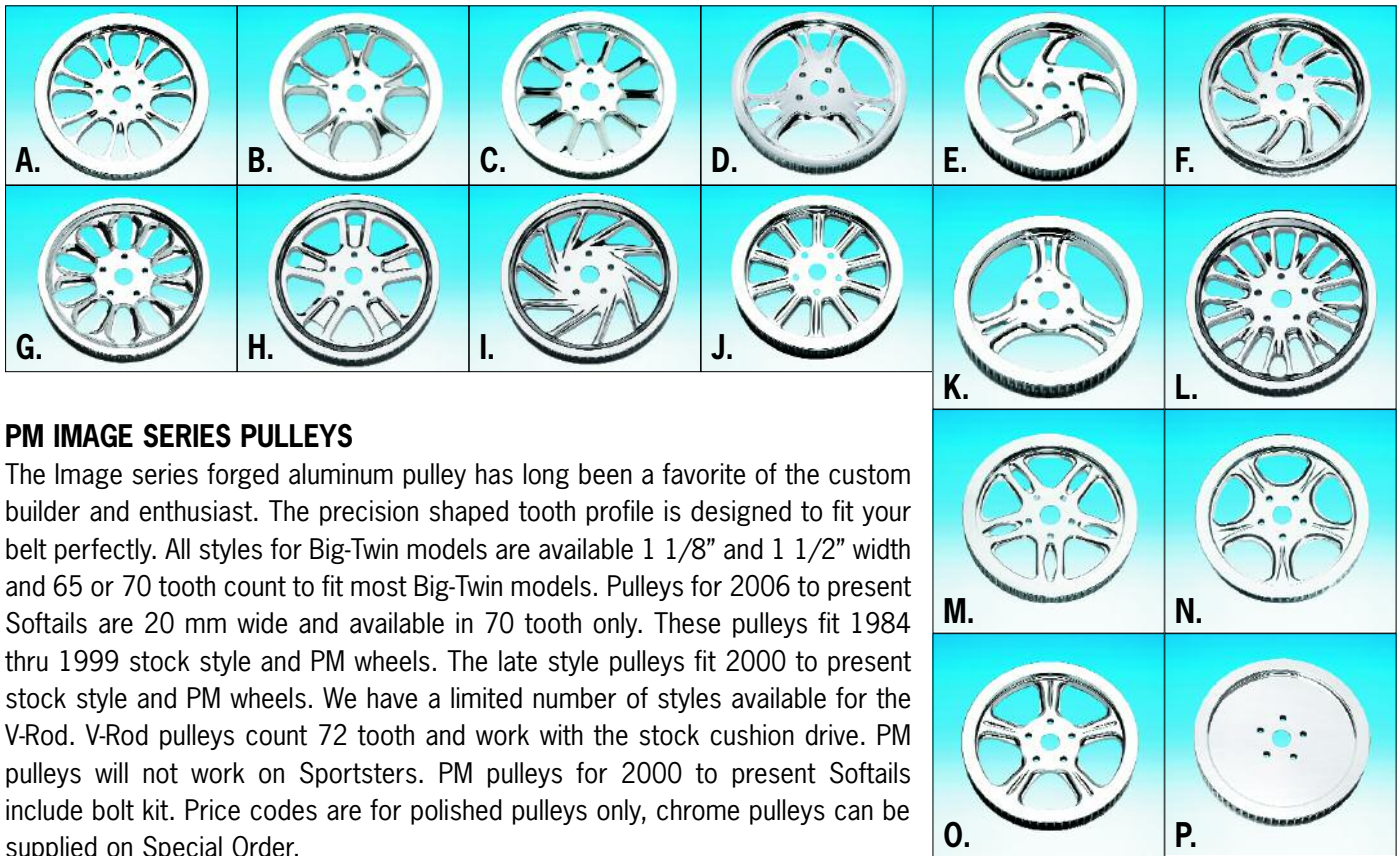 A.
B.
C.
D.
E.
F.
G.
H.
I.
J.
K.
L.
PM IMAGE SERIES PULLEYS
The Image series forged aluminum pulley has long been a favorite of the custom
builder and enthusiast. The precision shaped tooth profile is designed to fit your
belt perfectly. All styles for Big-Twin models are available 1 1/8” and 1 1/2” width
and 65 or 70 tooth count to fit most Big-Twin models. Pulleys for 2006 to present
Softails are 20 mm wide and available in 70 tooth only. These pulleys fit 1984
thru 1999 stock style and PM wheels. The late style pulleys fit 2000 to present
stock style and PM wheels. We have a limited number of styles available for the
V-Rod. V-Rod pulleys count 72 tooth and work with the stock cushion drive. PM
pulleys will not work on Sportsters. PM pulleys for 2000 to present Softails
include bolt kit. Price codes are for polished pulleys only, chrome pulleys can be
supplied on Special Order.
M.
N.
O.
P.